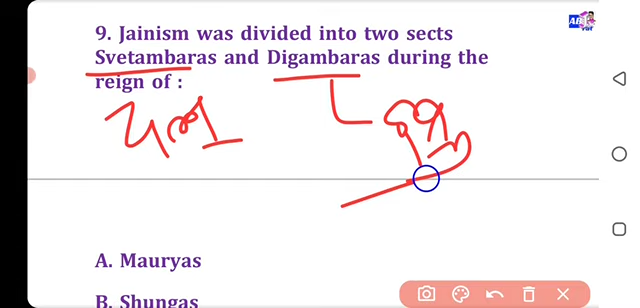 9. Jainism was divided into two sects
Svetambaras and Digambaras during the
reign of :
A. Mauryas
B. Shungas